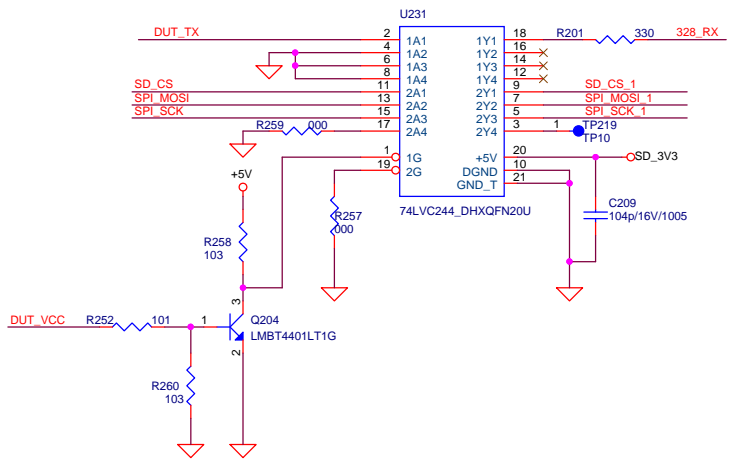 U231
DUT_TX 2 1A1 1Y1 18 R201 330 328_RX
4 1A2 1Y2 16
6 1A3 1Y3 14
8 1A4 1Y4 12
SD_CS 11 2A1 2Y1 9 SD_CS_1
SPI_MOSI 13 2A2 2Y2 7 SPI_MOSI_1
SPI_SCK 15 2A3 2Y3 5 SPI_SCK_1
R259 000 17 2A4 2Y4 3 1 TP219
TP10
1 1G +5V 20 SD_3V3
19 2G DGND 10
GND_T 21
+5V
74LVC244_DHXQFN20U
R257
000
C209
104p/16V/1005
R258
103
3
DUT_VCC R252 101 1 Q204
LMBT4401LT1G
2
R260
103